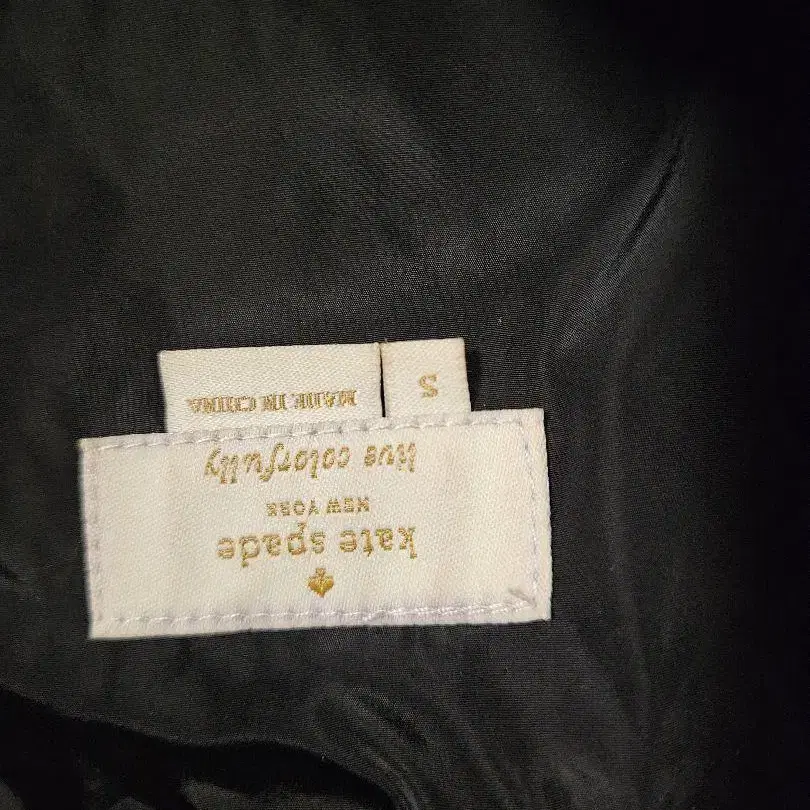 kate spade
NEW YORK
live colorfully
MADE IN CHINA
S